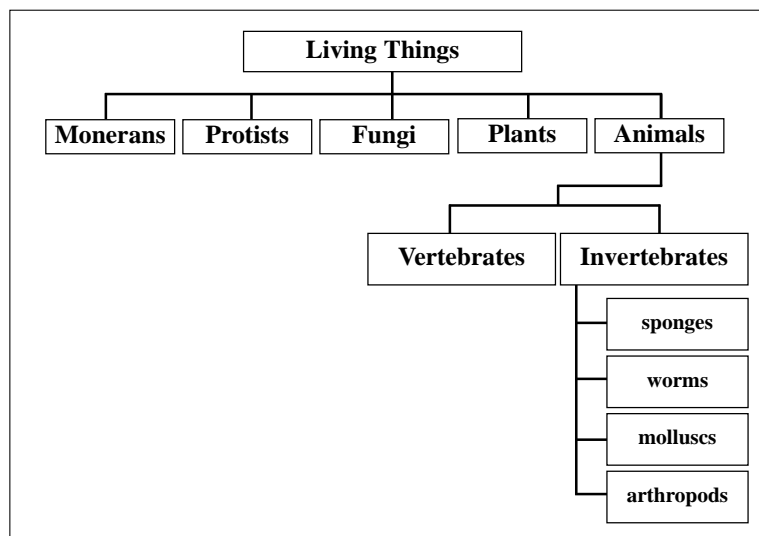 Living Things
Monerans
Protists
Fungi
Plants
Animals
Vertebrates
Invertebrates
sponges
worms
molluscs
arthropods